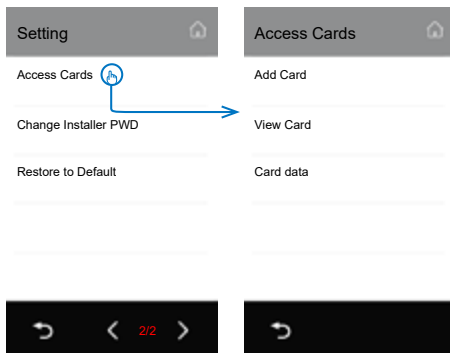 Setting
Access Cards
Change Installer PWD
Restore to Default
2/2
Access Cards
Add Card
View Card
Card data